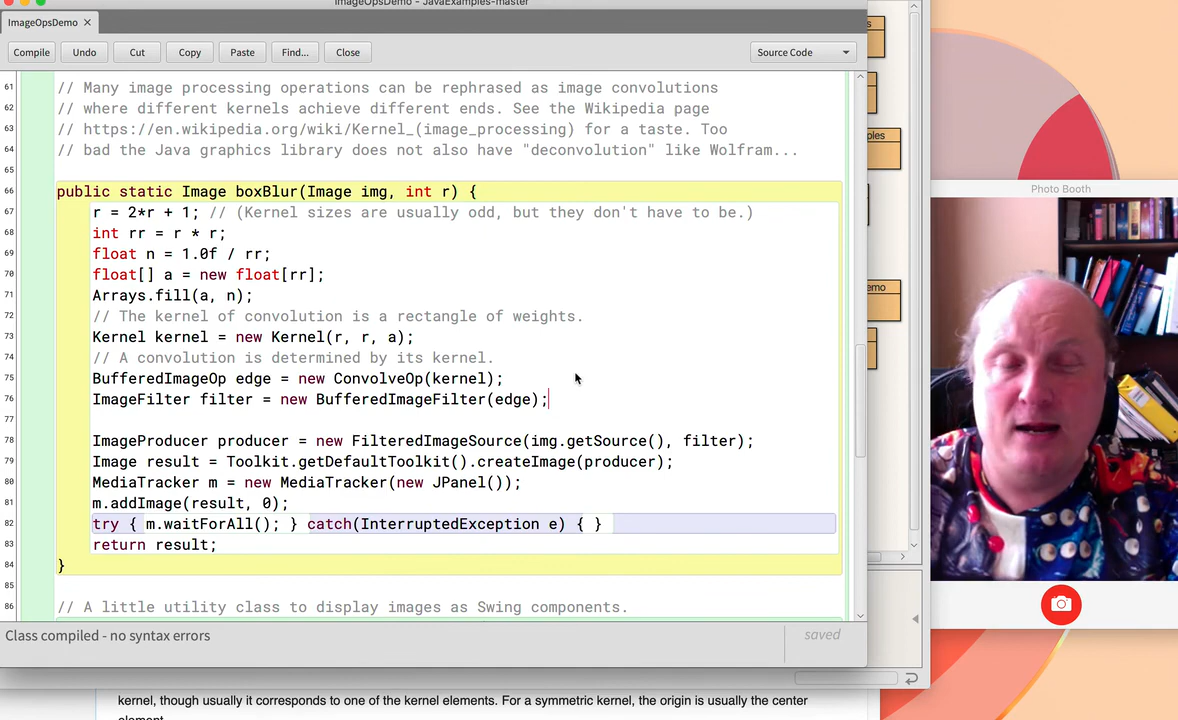 ImageOpsDemo - JavaExamples-master
ImageOpsDemo ✕
Compile Undo Cut Copy Paste Find... Close Source Code
61 // Many image processing operations can be rephrased as image convolutions
62 // where different kernels achieve different ends. See the Wikipedia page
63 // https://en.wikipedia.org/wiki/Kernel_(image_processing) for a taste. Too
64 // bad the Java graphics library does not also have "deconvolution" like Wolfram...
65
66 public static Image boxBlur(Image img, int r) {
67 r = 2*r + 1; // (Kernel sizes are usually odd, but they don't have to be.)
68 int rr = r * r;
69 float n = 1.0f / rr;
70 float[] a = new float[rr];
71 Arrays.fill(a, n);
72 // The kernel of convolution is a rectangle of weights.
73 Kernel kernel = new Kernel(r, r, a);
74 // A convolution is determined by its kernel.
75 BufferedImageOp edge = new ConvolveOp(kernel);
76 ImageFilter filter = new BufferedImageFilter(edge);
77
78 ImageProducer producer = new FilteredImageSource(img.getSource(), filter);
79 Image result = Toolkit.getDefaultToolkit().createImage(producer);
80 MediaTracker m = new MediaTracker(new JPanel());
81 m.addImage(result, 0);
82 try { m.waitForAll(); } catch(InterruptedException e) { }
83 return result;
84 }
85
86 // A little utility class to display images as Swing components.
Class compiled - no syntax errors
saved
s
ples
emo
Photo Booth
kernel, though usually it corresponds to one of the kernel elements. For a symmetric kernel, the origin is usually the center
element.